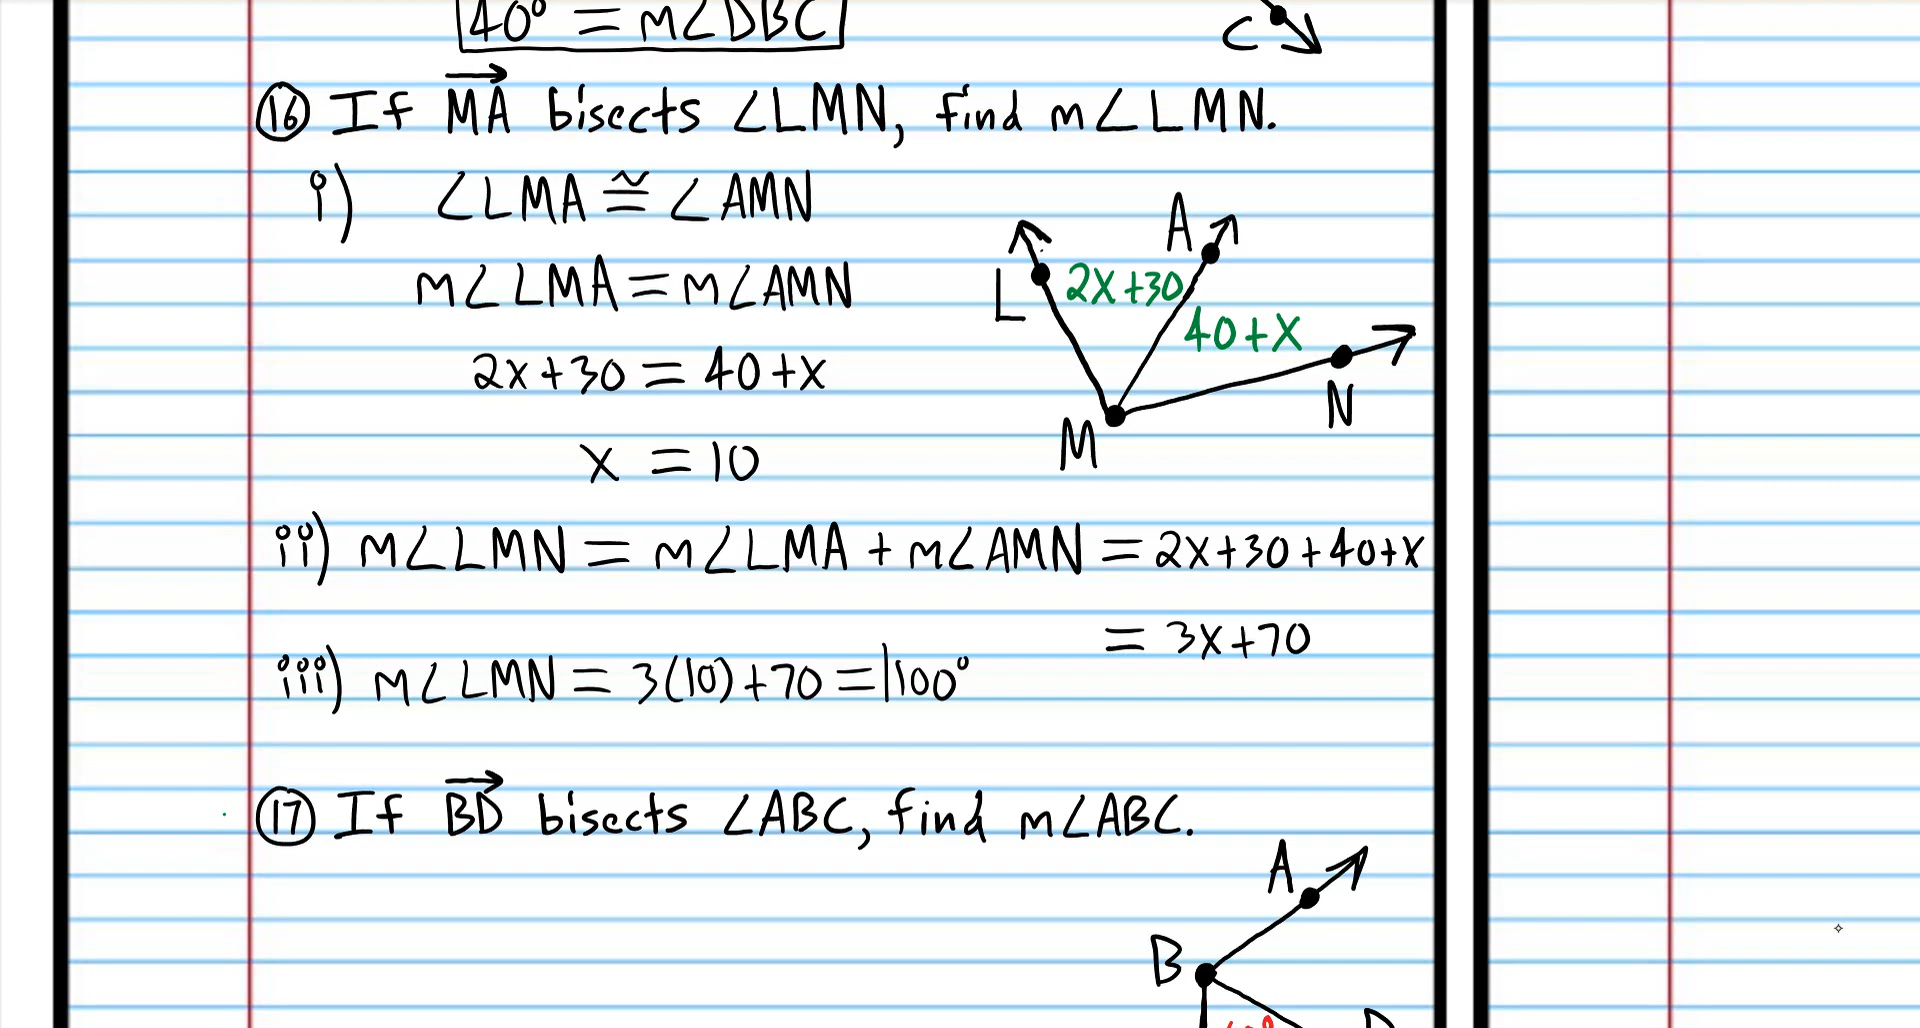 40° = m∠DBC
C
⑯ If MA→ bisects ∠LMN, find m∠LMN.
i) ∠LMA ≅ ∠AMN
m∠LMA = m∠AMN
2x+30 = 40+x
x = 10
L
A
2x+30
40+x
M
N
ii) m∠LMN = m∠LMA + m∠AMN = 2x+30+40+x
= 3x+70
iii) m∠LMN = 3(10)+70 = 100°
⑰ If BD→ bisects ∠ABC, find m∠ABC.
A
B